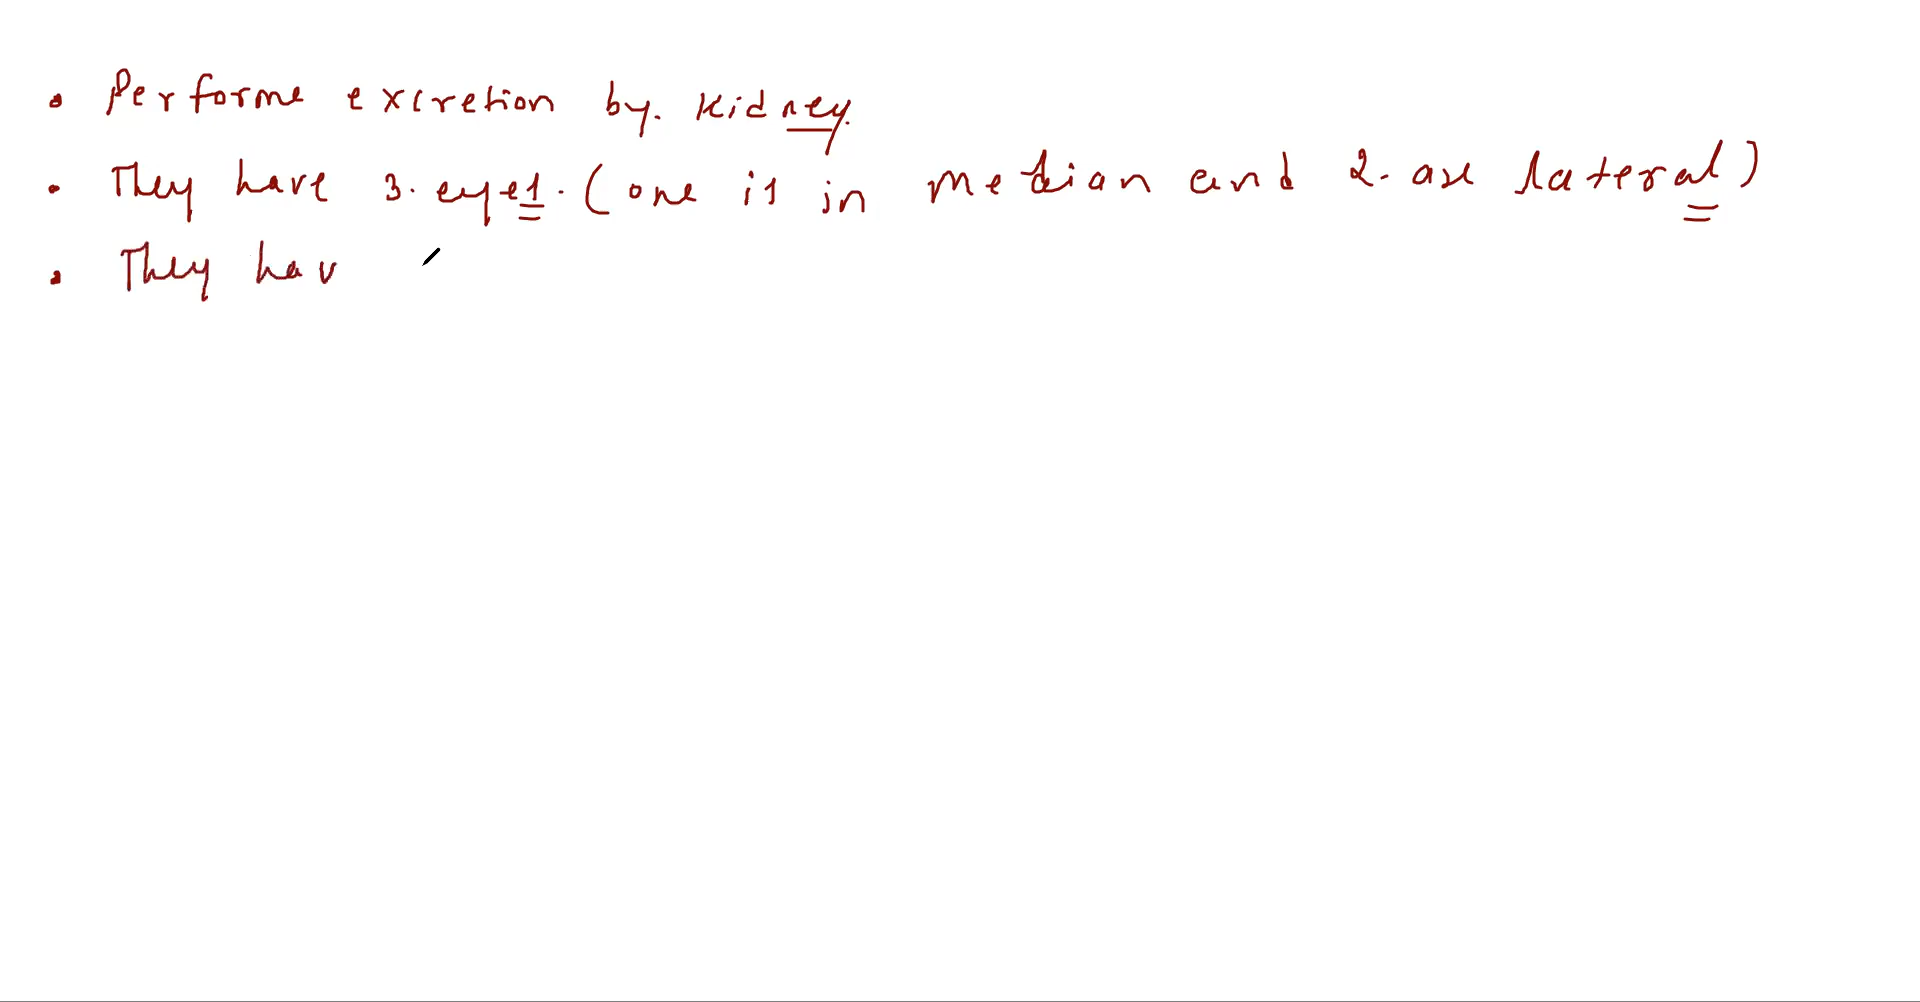 • Performe excretion by. kidney.
• They have 3. eyes. (one is in median and 2. are lateral)
• They hav